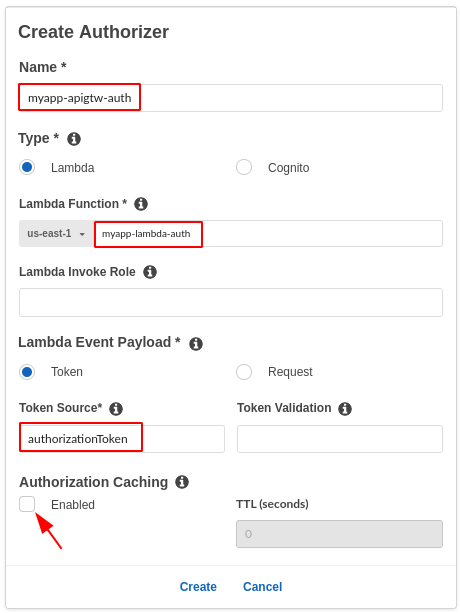 Create Authorizer
Name *
myapp-apigtw-auth
Type *
Lambda Cognito
Lambda Function *
us-east-1 myapp-lambda-auth
Lambda Invoke Role
Lambda Event Payload *
Token Request
Token Source* Token Validation
authorizationToken
Authorization Caching
Enabled TTL (seconds)
0
Create Cancel